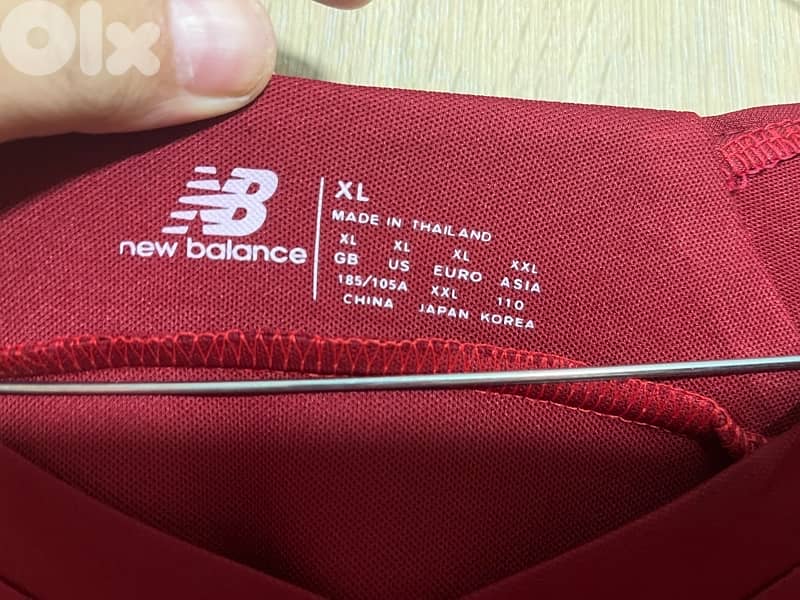 Olx
NB
new balance
XL
MADE IN THAILAND
XL XL XL XXL
GB US EURO ASIA
185/105A XXL 110
CHINA JAPAN KOREA